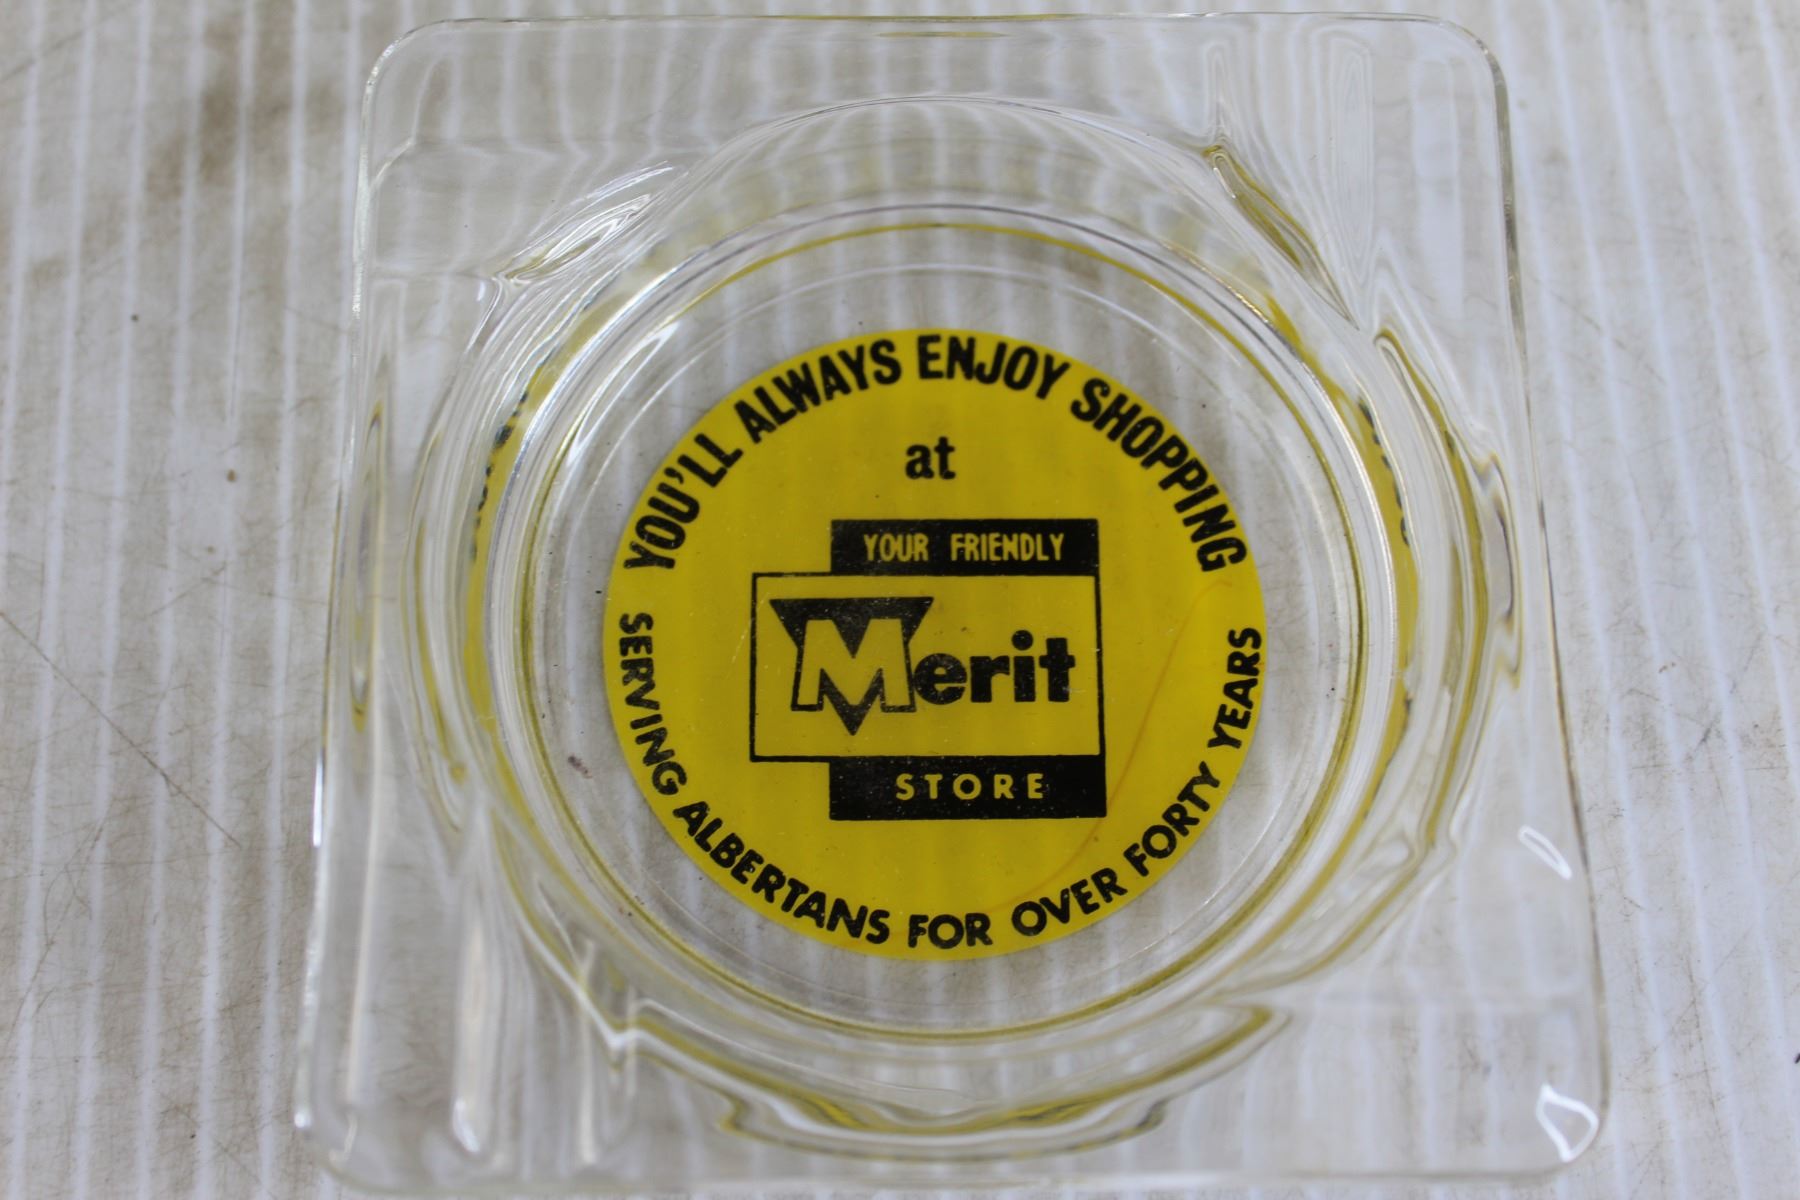 YOU'LL ALWAYS ENJOY SHOPPING
at
YOUR FRIENDLY
Merit
STORE
SERVING ALBERTANS FOR OVER FORTY YEARS